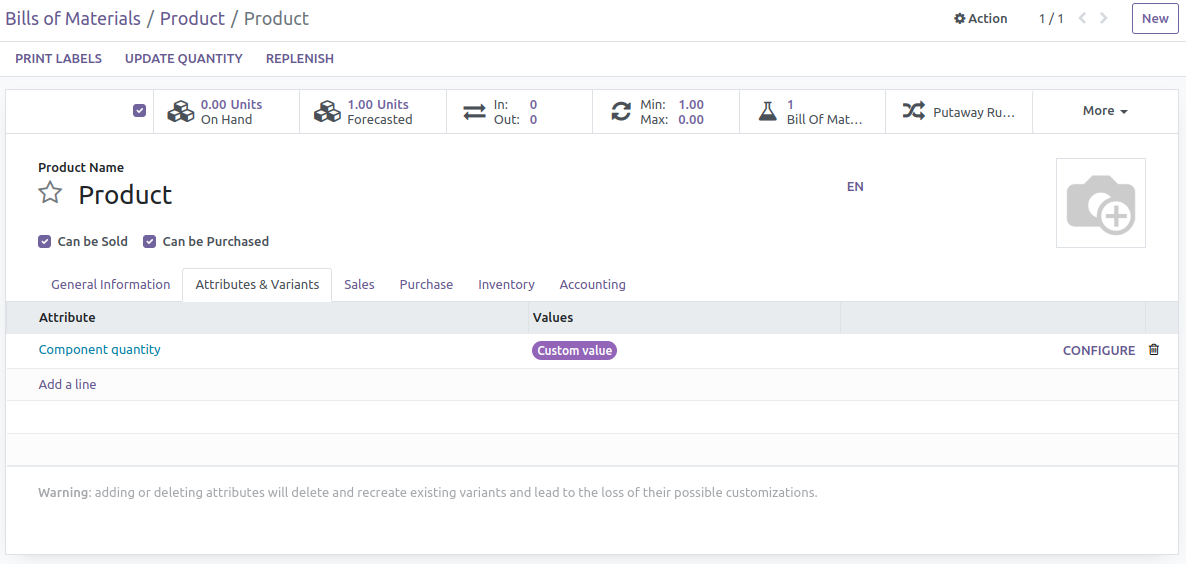 Bills of Materials / Product / Product
Action 1 / 1 New
PRINT LABELS UPDATE QUANTITY REPLENISH
0.00 Units
On Hand
1.00 Units
Forecasted
In: 0
Out: 0
Min: 1.00
Max: 0.00
1
Bill Of Mat...
Putaway Ru...
More
Product Name
Product
EN
Can be Sold Can be Purchased
General Information Attributes & Variants Sales Purchase Inventory Accounting
Attribute Values
Component quantity Custom value CONFIGURE
Add a line
Warning: adding or deleting attributes will delete and recreate existing variants and lead to the loss of their possible customizations.